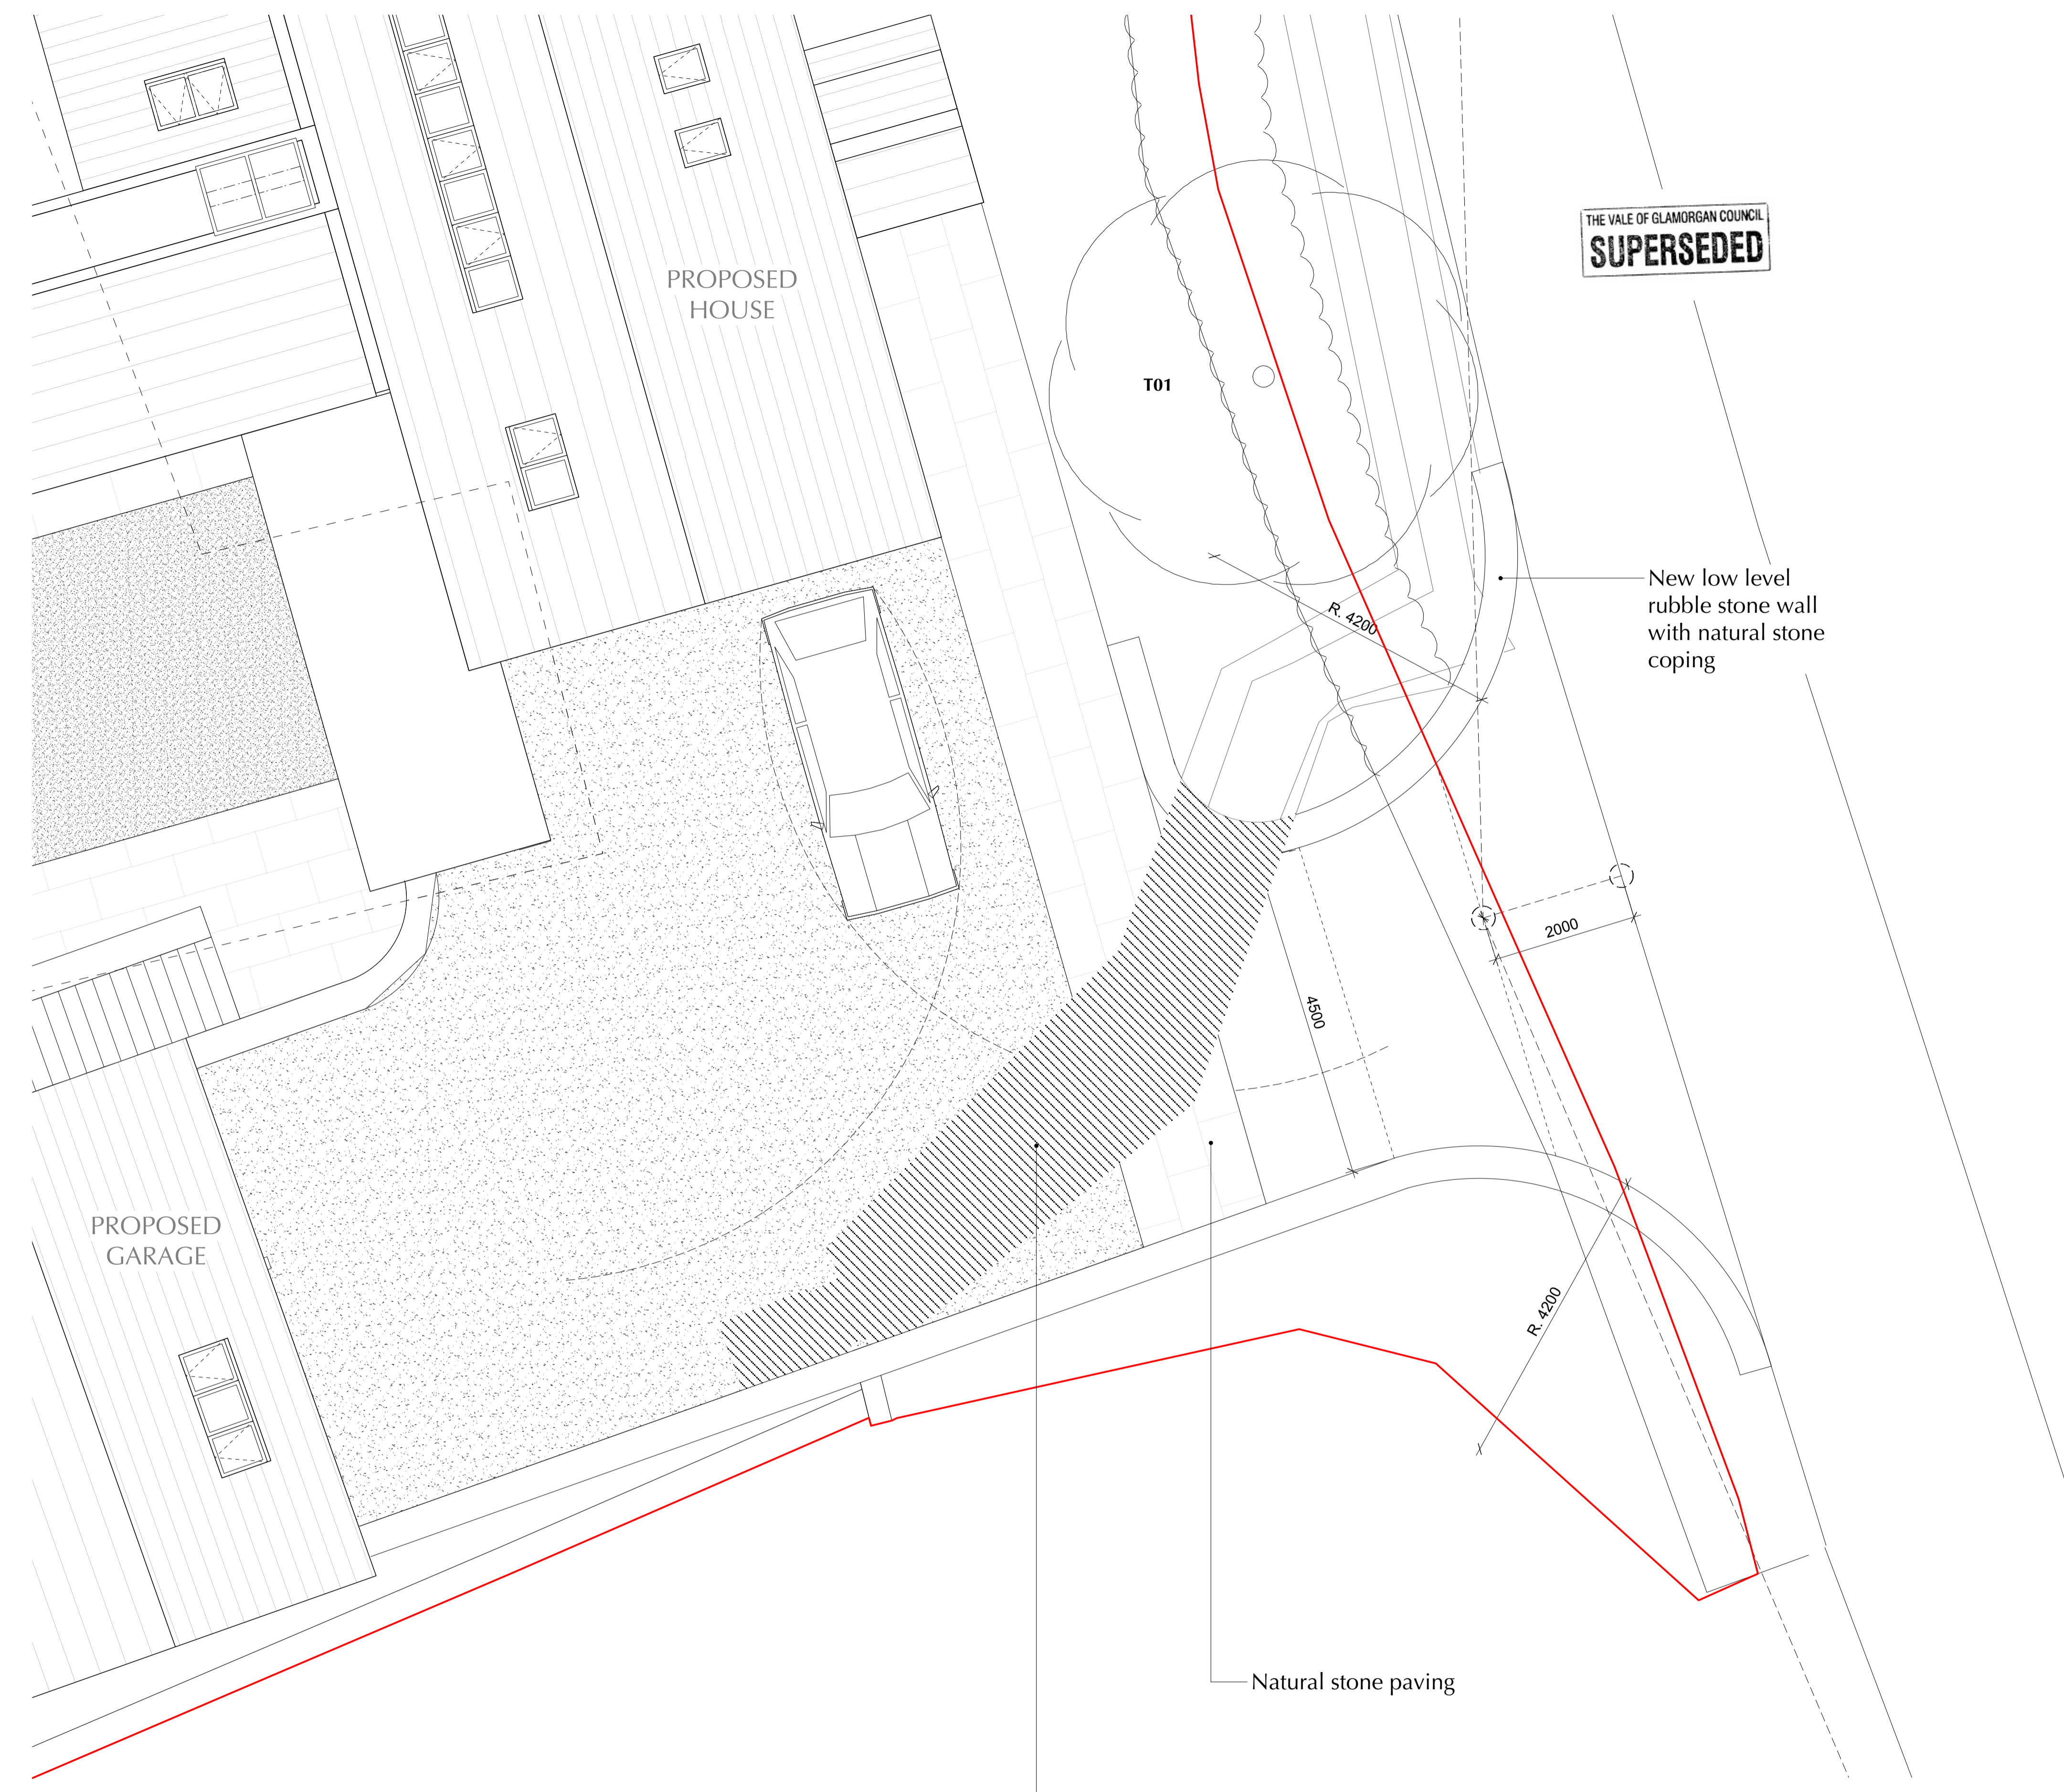 THE VALE OF GLAMORGAN COUNCIL
SUPERSEDED
PROPOSED
HOUSE
T01
New low level
rubble stone wall
with natural stone
coping
R. 4200
2000
4500
PROPOSED
GARAGE
R. 4200
Natural stone paving